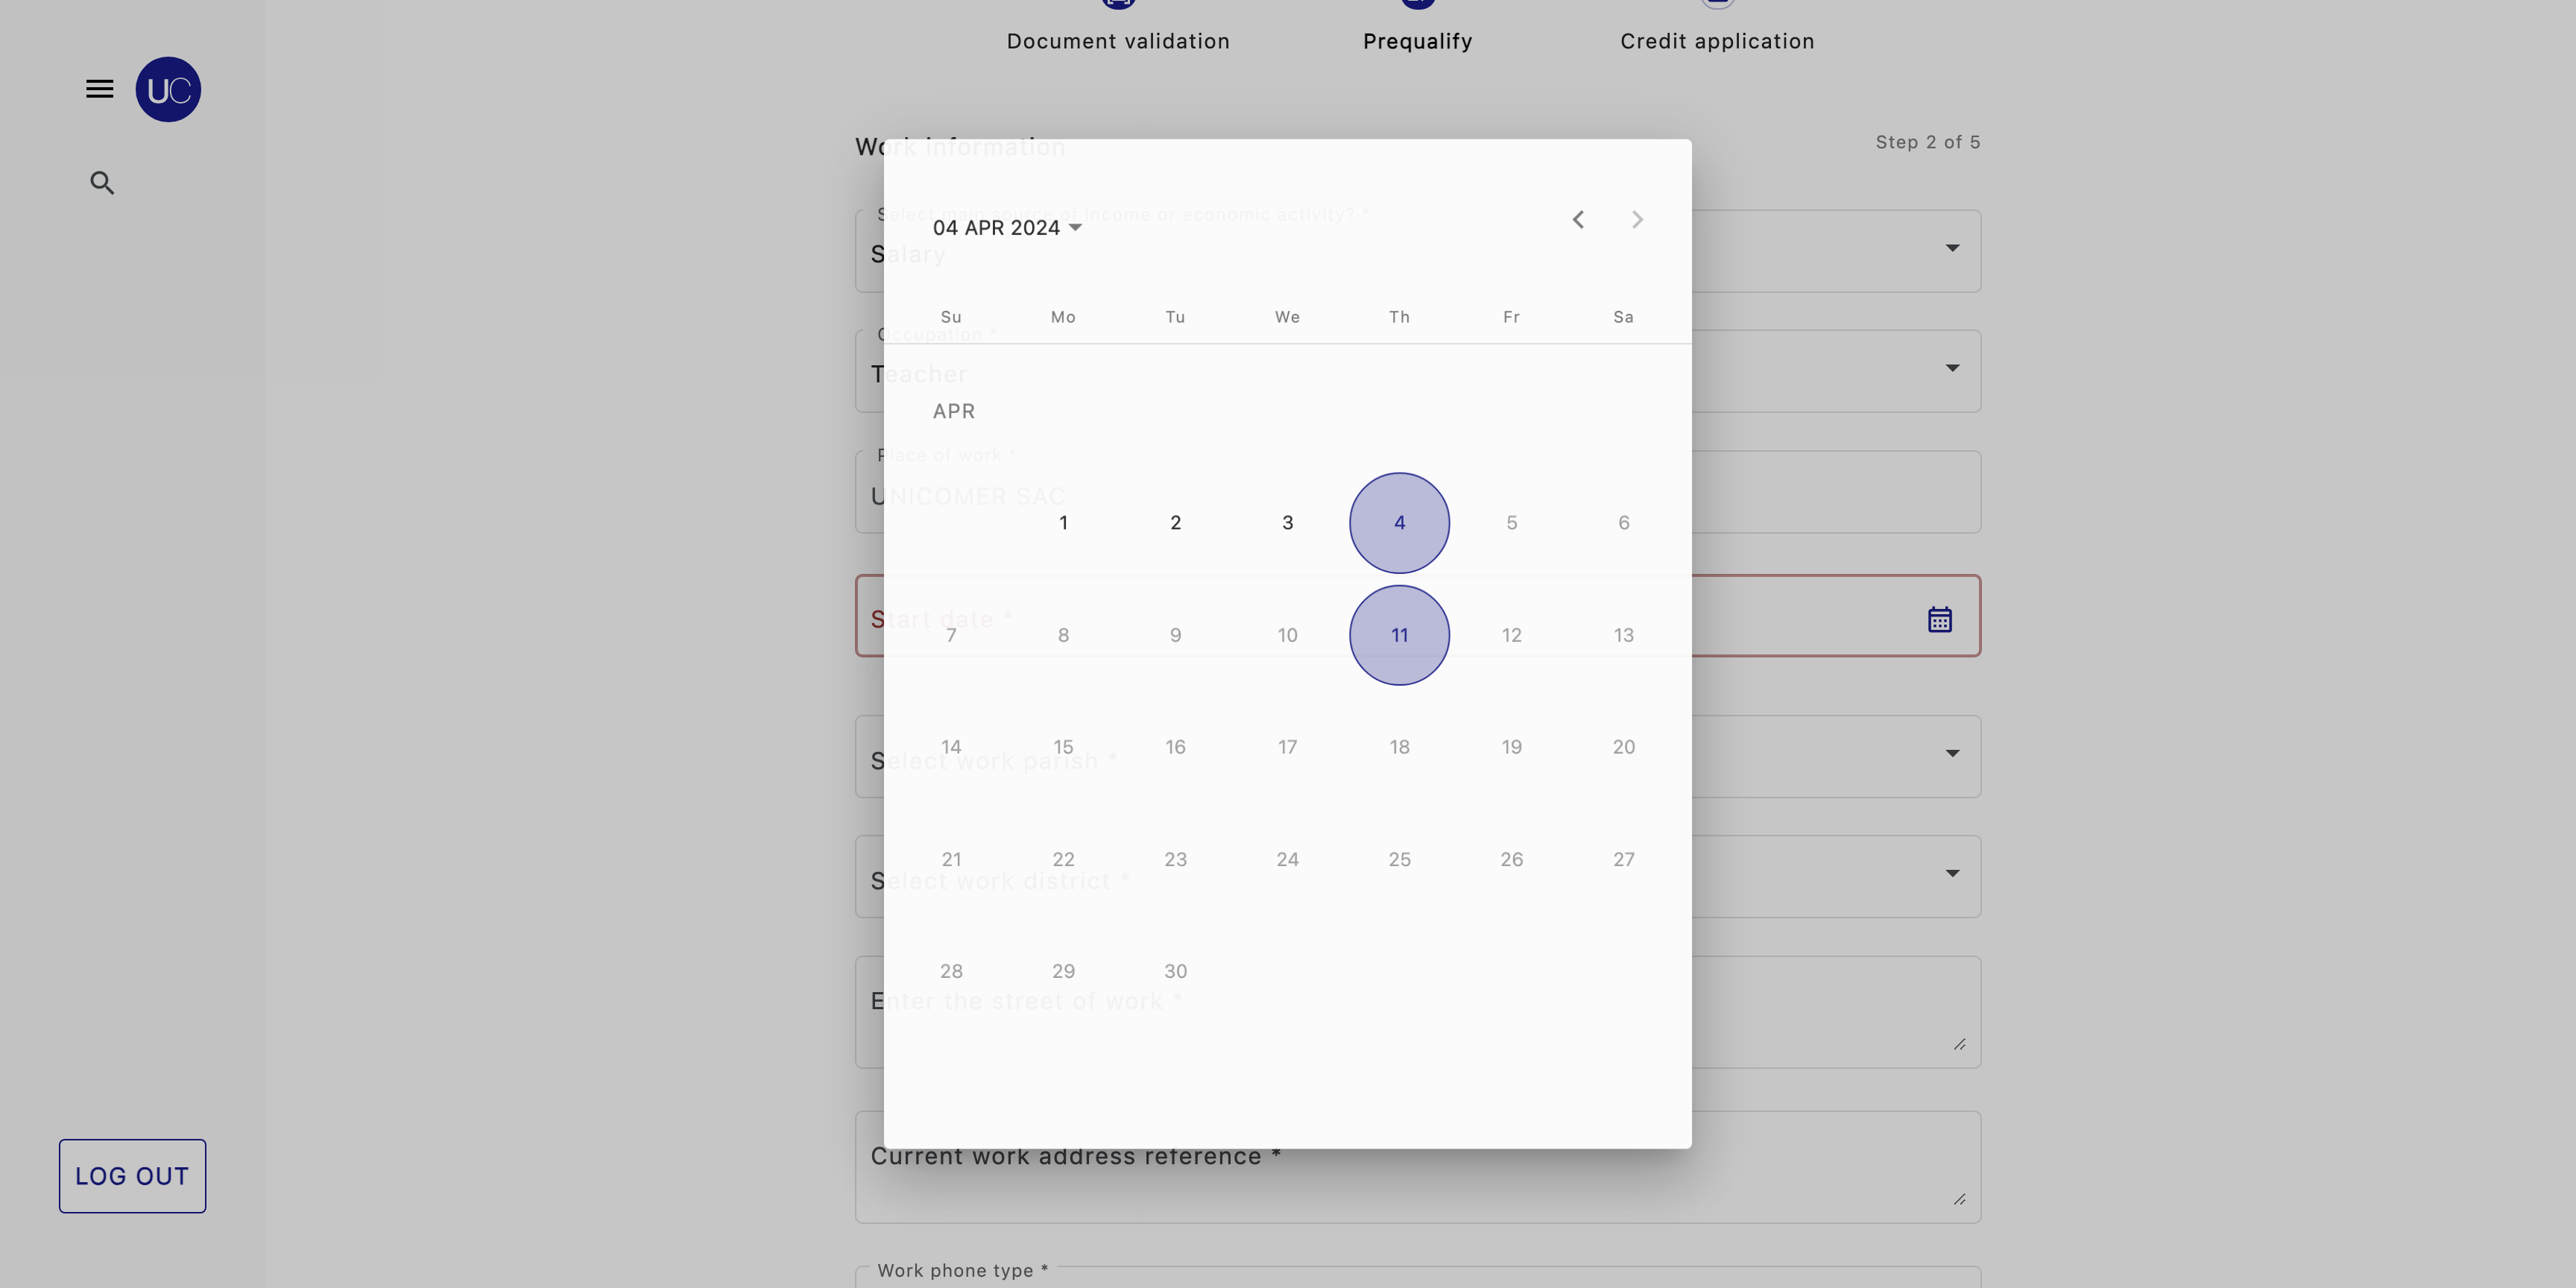 Document validation
Prequalify
Credit application
UC
Work information
Step 2 of 5
Select main source of income or economic activity? *
04 APR 2024
Salary
Su Mo Tu We Th Fr Sa
Occupation *
Teacher
APR
Place of work *
UNICOMER SAC
1 2 3 4 5 6
Start date *
7 8 9 10 11 12 13
14 15 16 17 18 19 20
Select work parish *
21 22 23 24 25 26 27
Select work district *
28 29 30
Enter the street of work *
Current work address reference *
LOG OUT
Work phone type *